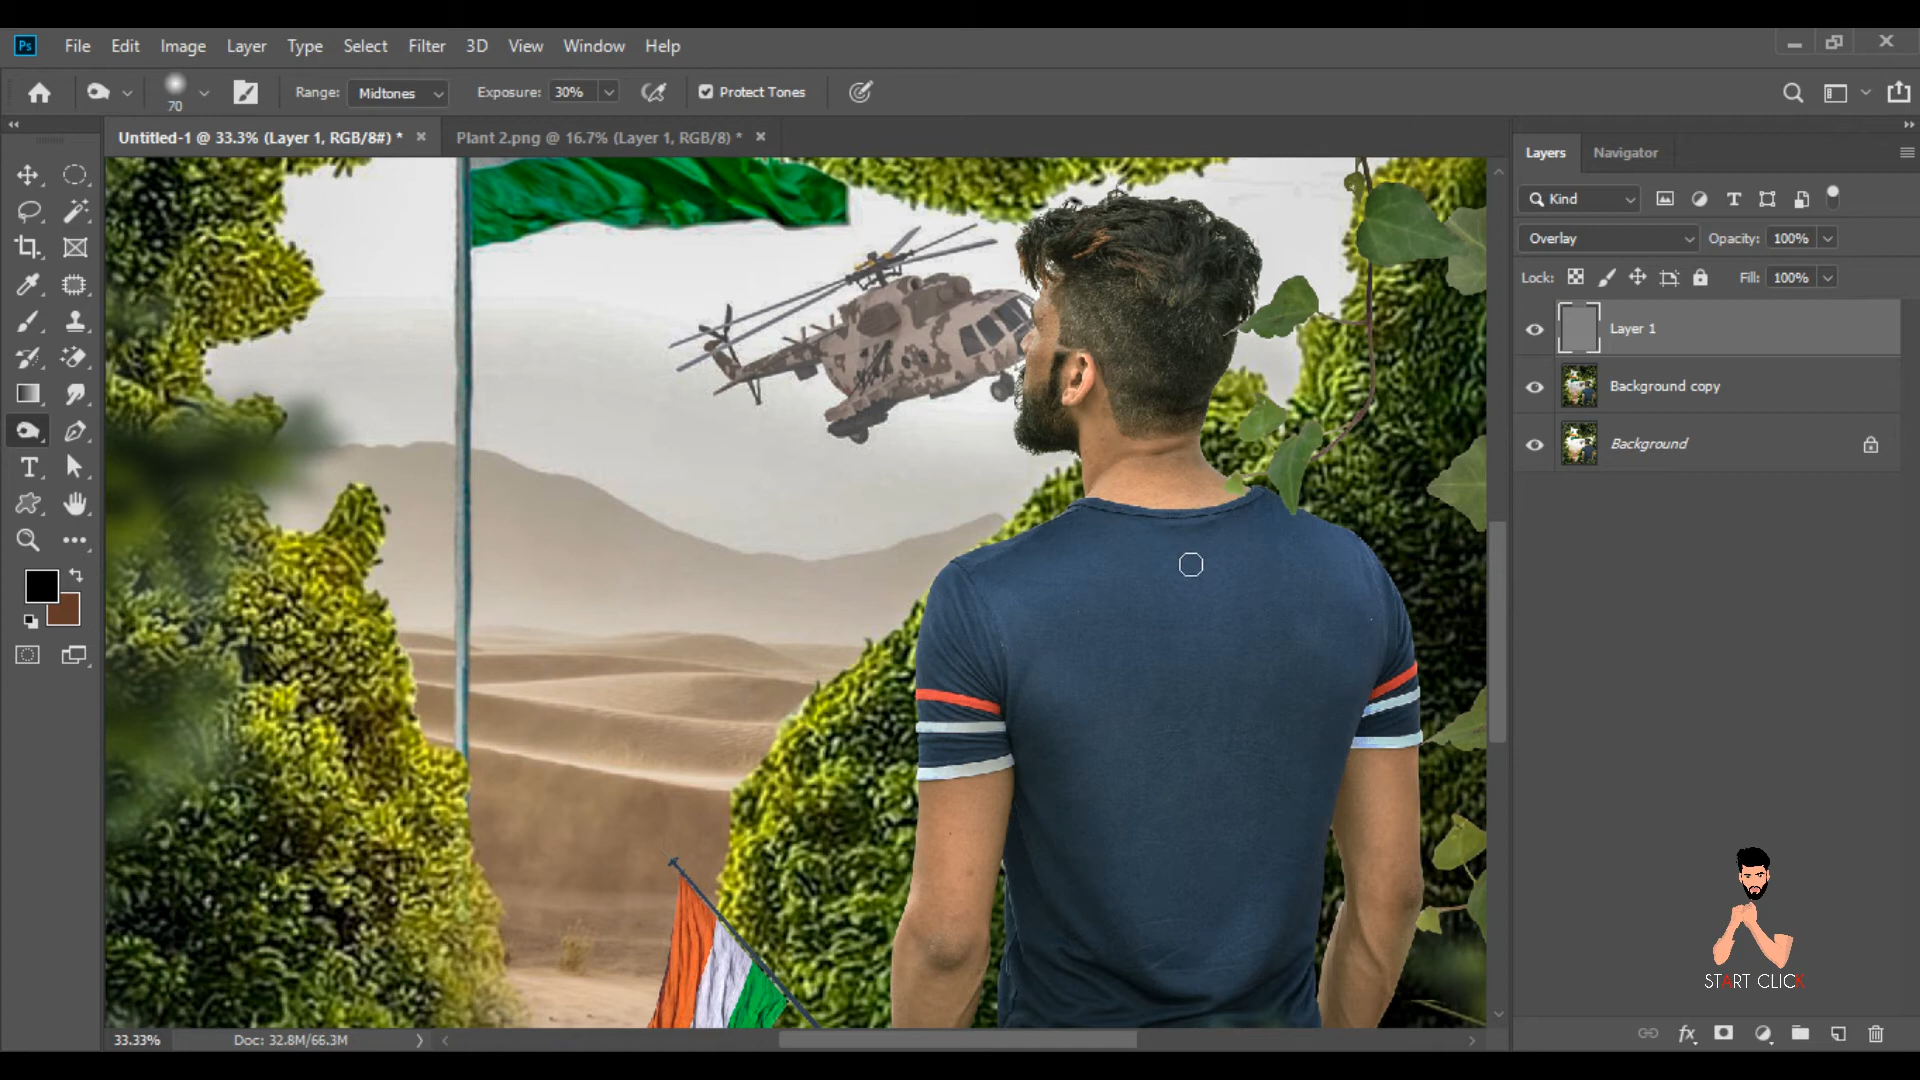 Ps File Edit Image Layer Type Select Filter 3D View Window Help
70 Range: Midtones Exposure: 30% Protect Tones
Untitled-1 @ 33.3% (Layer 1, RGB/8#) * Plant 2.png @ 16.7% (Layer 1, RGB/8) *
Layers Navigator
Kind
Overlay Opacity: 100%
Lock: Fill: 100%
Layer 1
Background copy
Background
START CLICK
33.33% Doc: 32.8M/66.3M